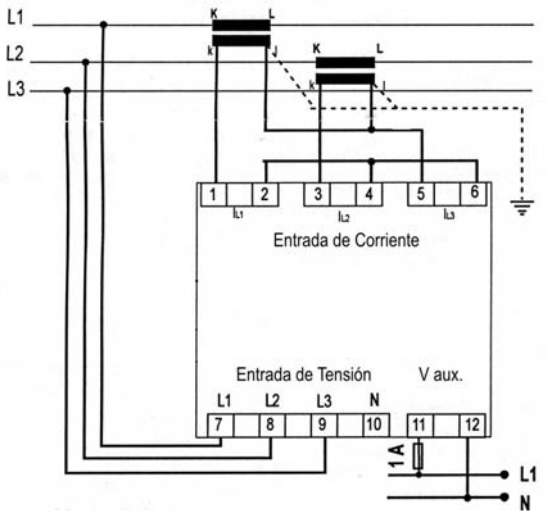 L1
K L
L2
K L
k l
L3
k l
1 2 3 4 5 6
IL1 IL2 IL3
Entrada de Corriente
Entrada de Tensión V aux.
L1 L2 L3 N
7 8 9 10 11 12
1 A
L1
N